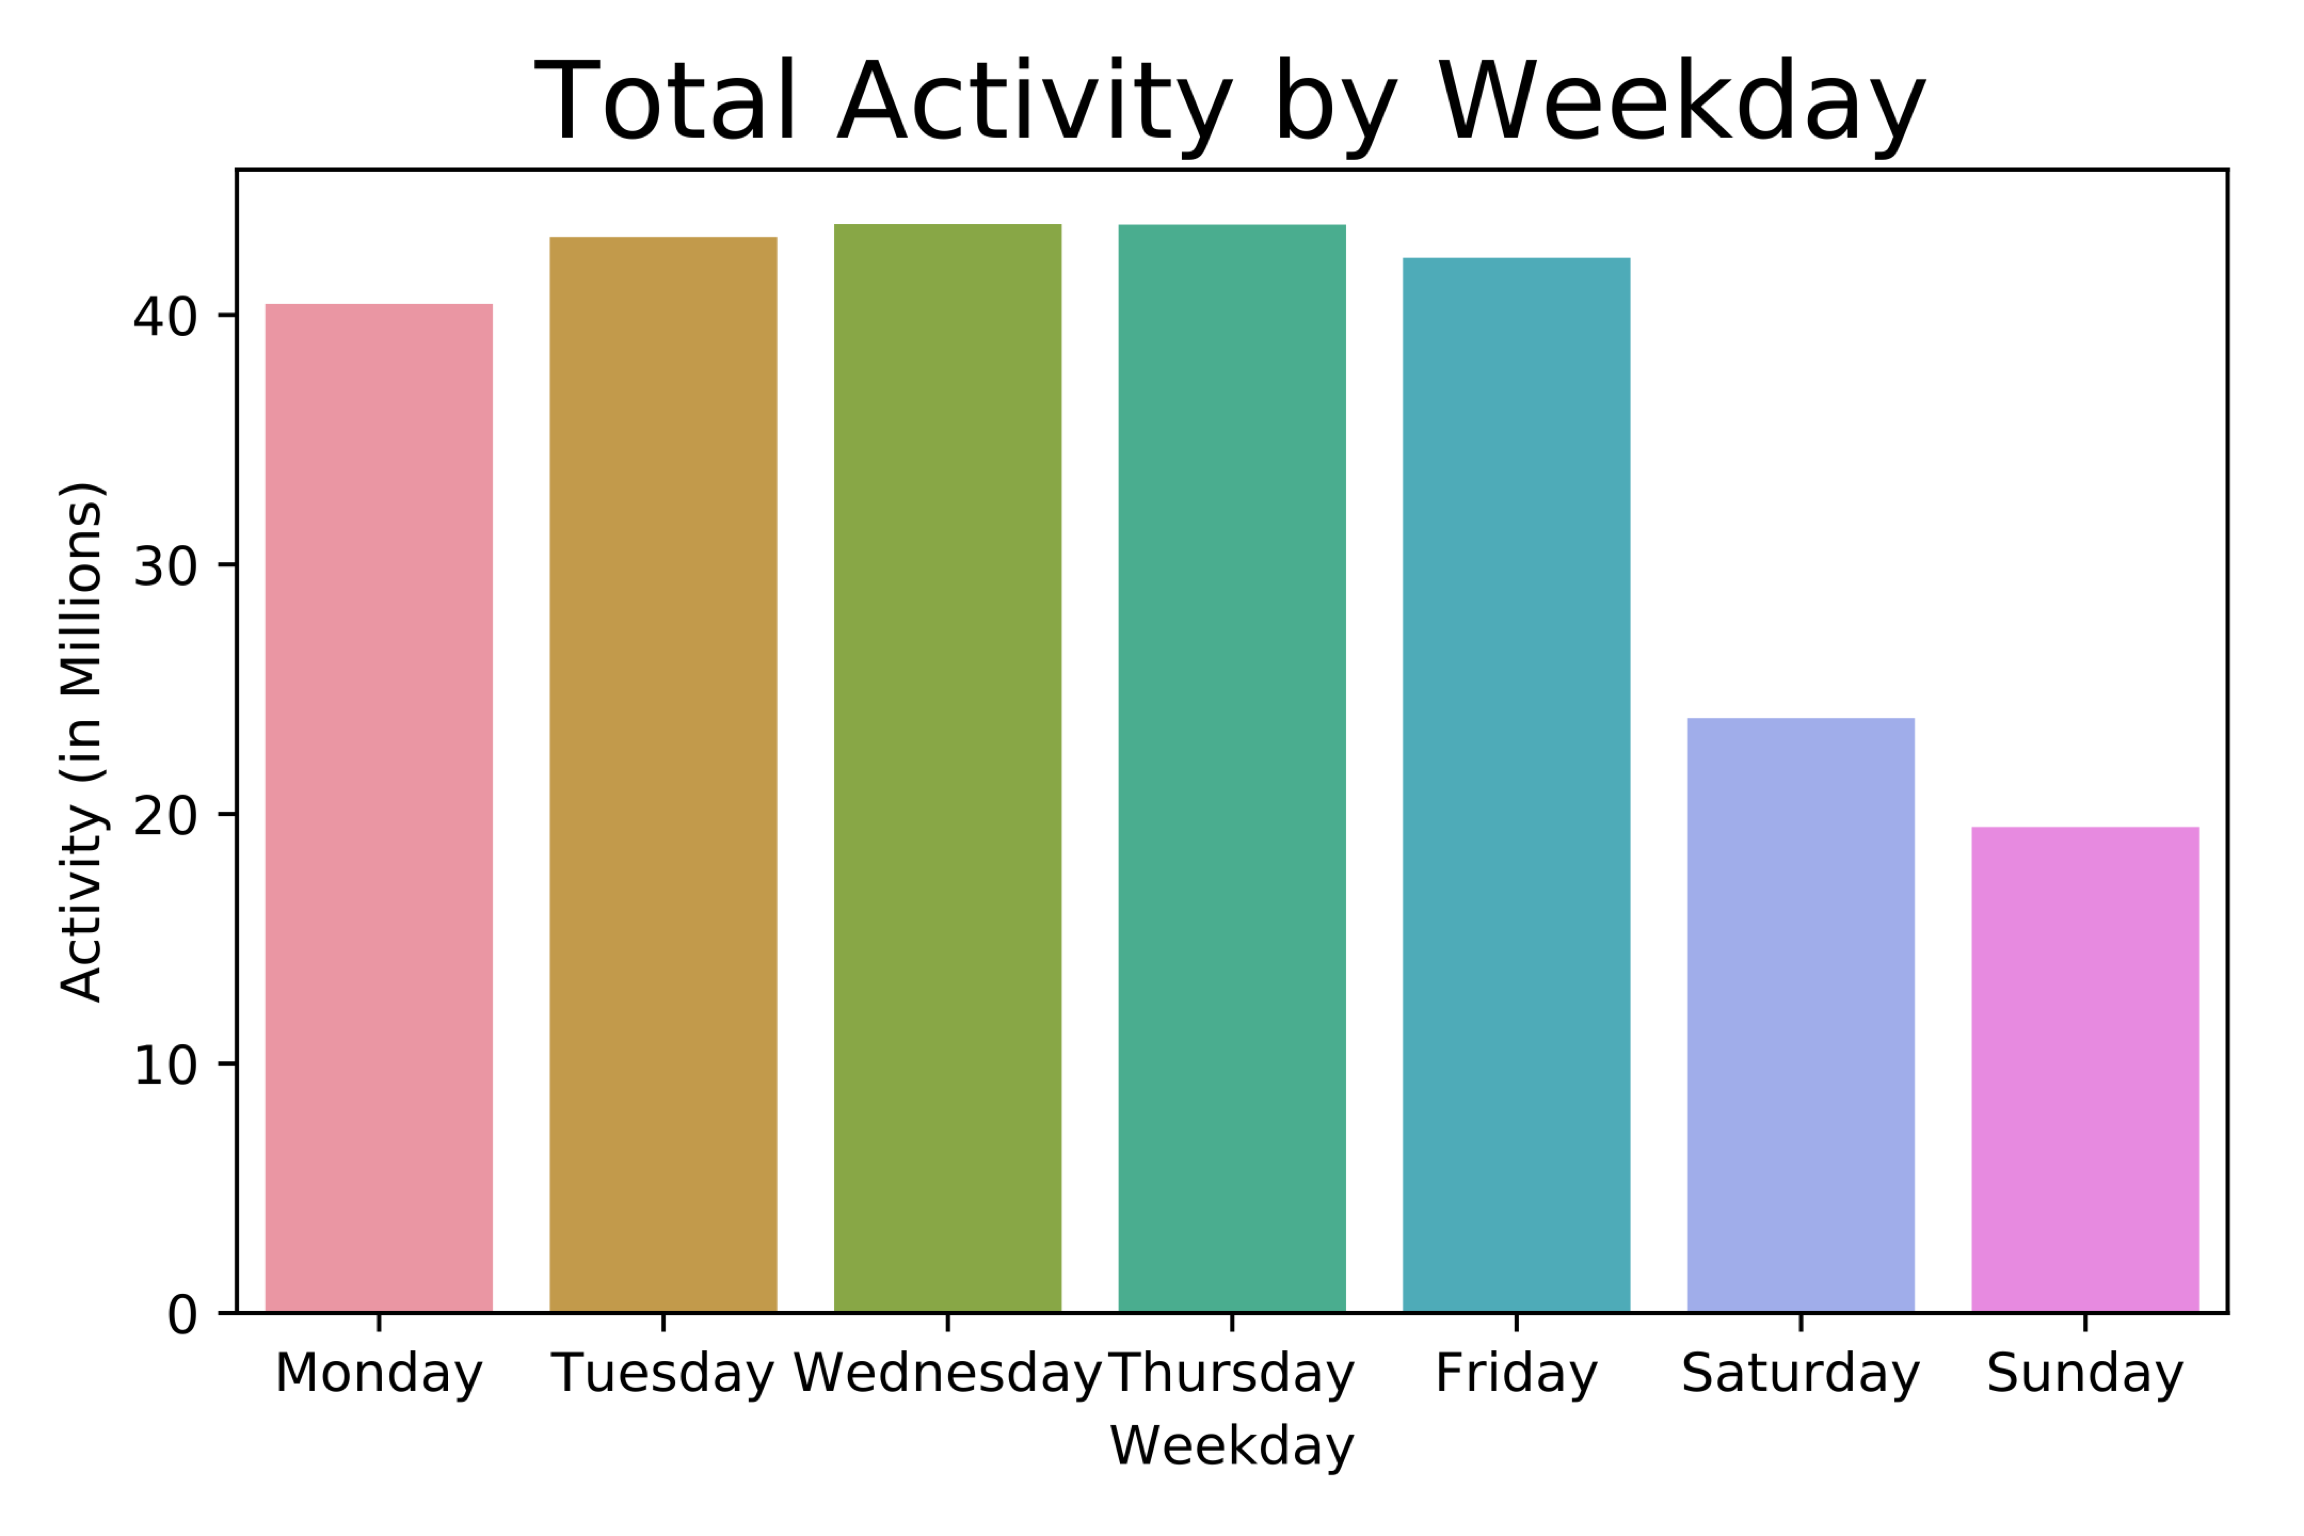 Total Activity by Weekday
Activity (in Millions)
40
30
20
10
0
Monday Tuesday Wednesday Thursday Friday Saturday Sunday
Weekday